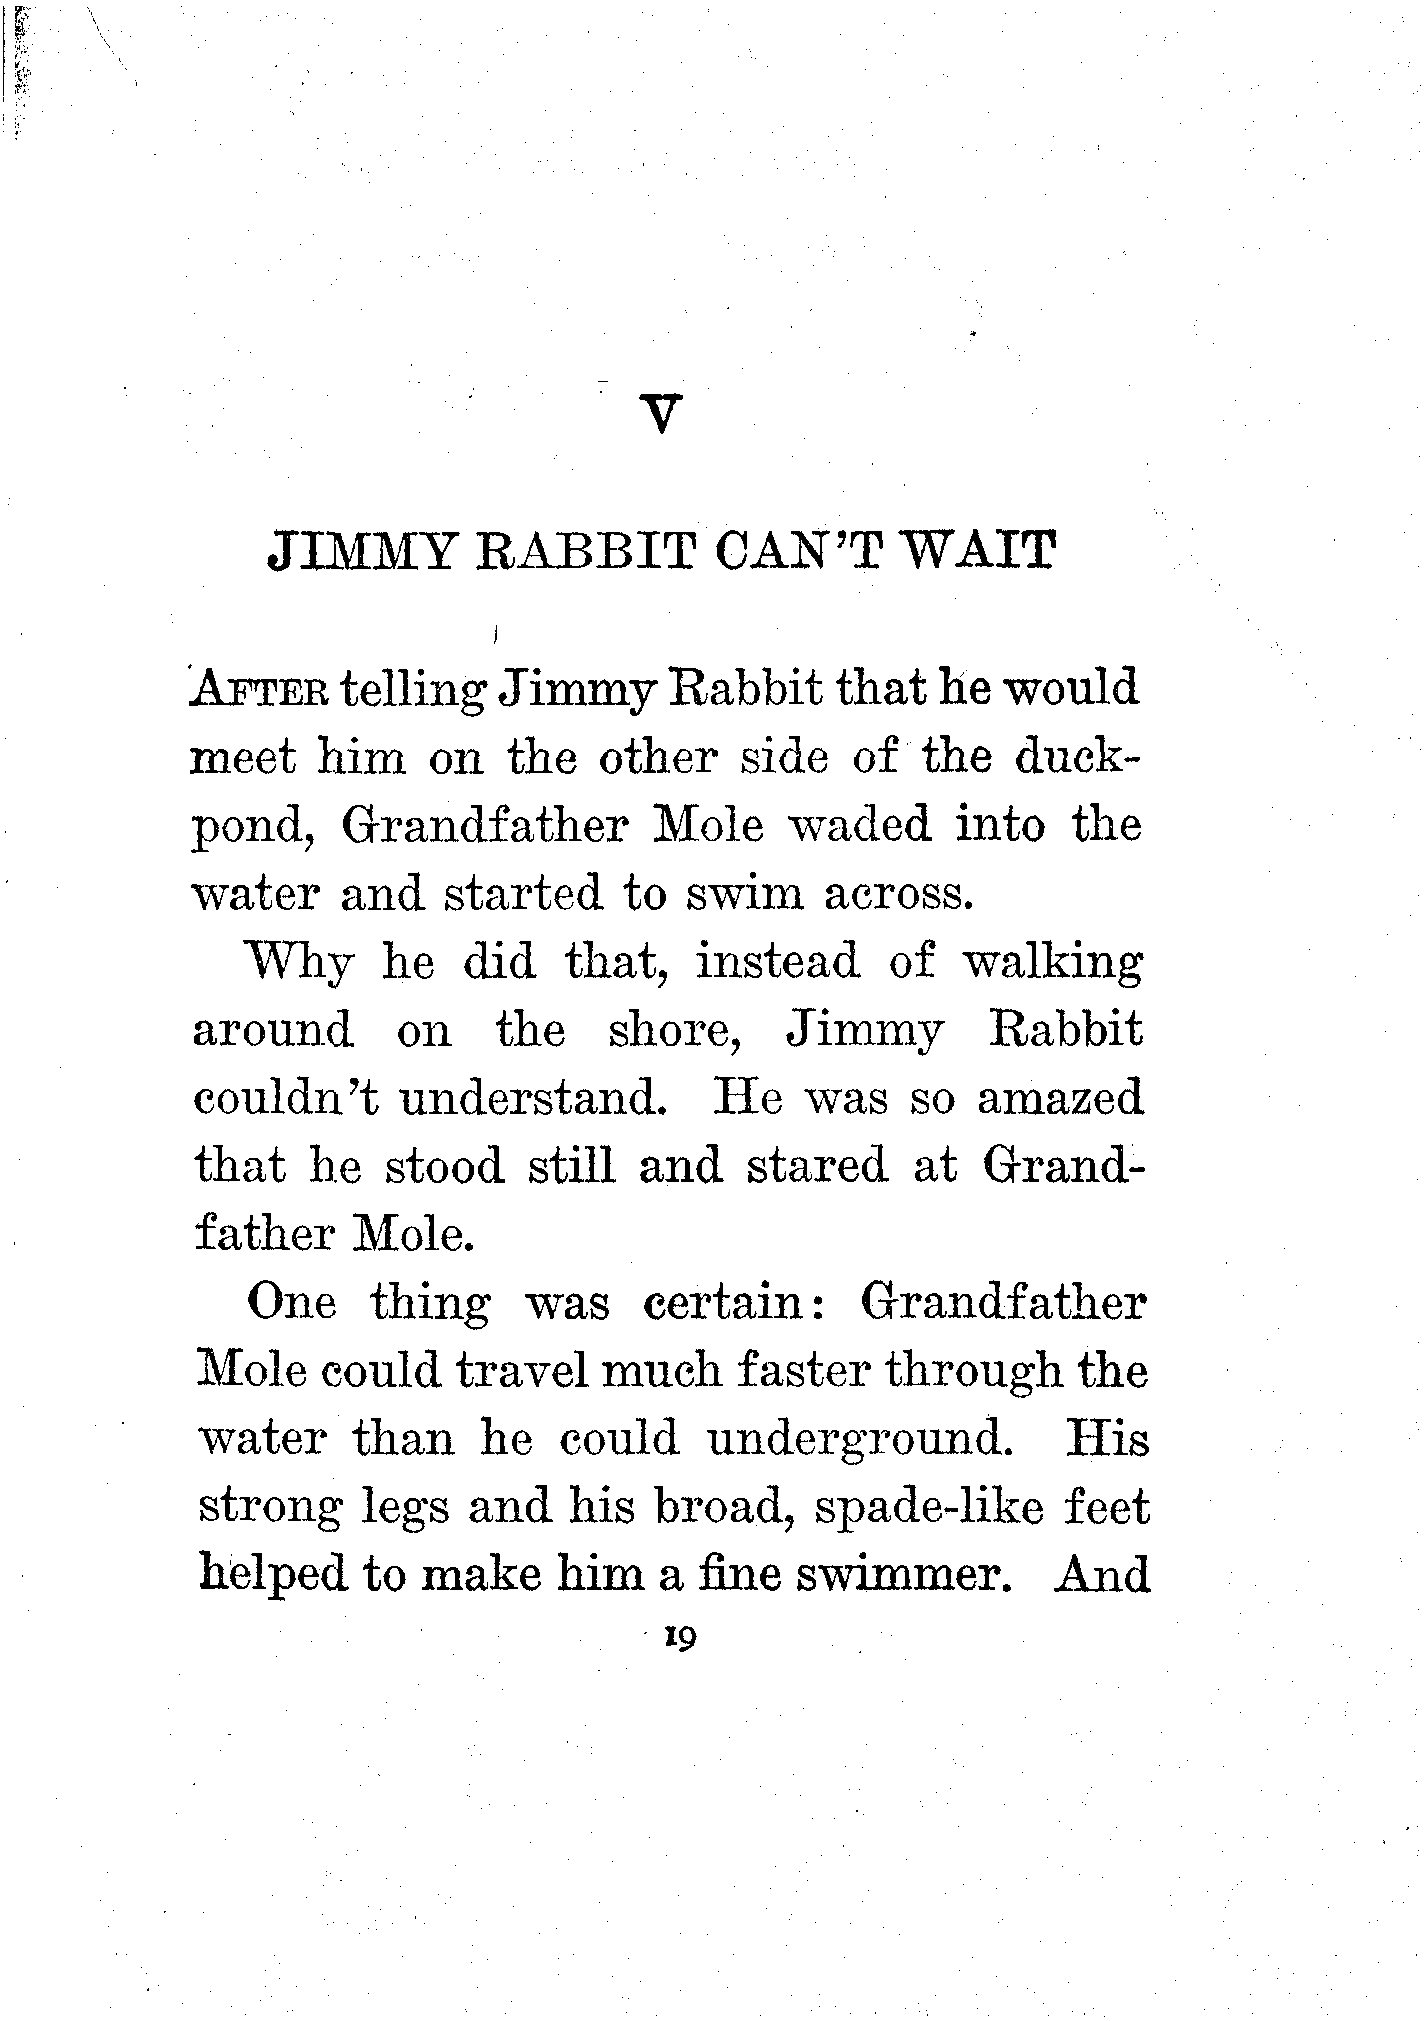 V
JIMMY RABBIT CAN'T WAIT
AFTER telling Jimmy Rabbit that he would
meet him on the other side of the duck-
pond, Grandfather Mole waded into the
water and started to swim across.
Why he did that, instead of walking
around on the shore, Jimmy Rabbit
couldn't understand. He was so amazed
that he stood still and stared at Grand-
father Mole.
One thing was certain: Grandfather
Mole could travel much faster through the
water than he could underground. His
strong legs and his broad, spade-like feet
helped to make him a fine swimmer. And
19